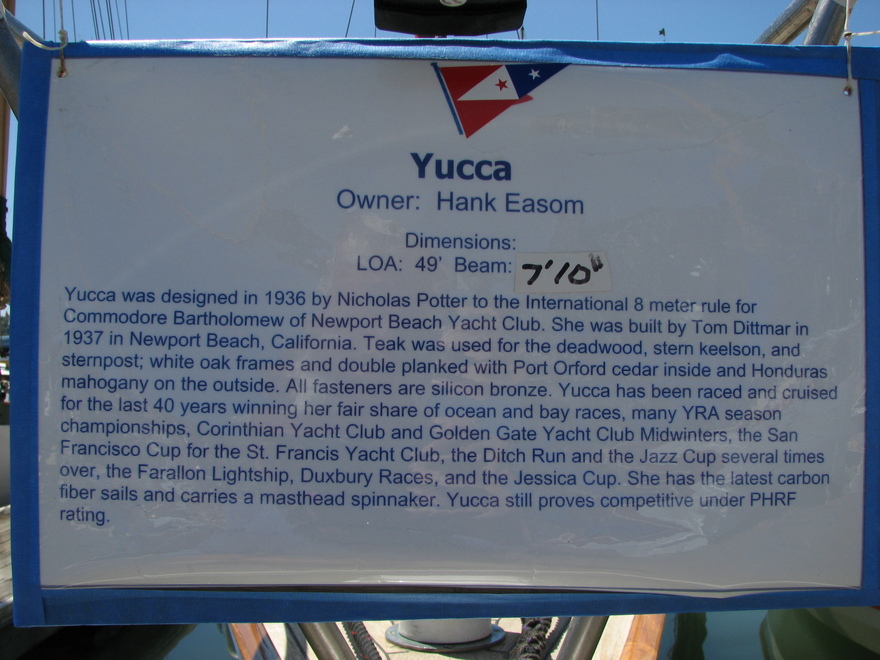 Yucca
Owner: Hank Easom
Dimensions:
LOA: 49' Beam: 7'10"
Yucca was designed in 1936 by Nicholas Potter to the International 8 meter rule for
Commodore Bartholomew of Newport Beach Yacht Club. She was built by Tom Dittmar in
1937 in Newport Beach, California. Teak was used for the deadwood, stern keelson, and
sternpost; white oak frames and double planked with Port Orford cedar inside and Honduras
mahogany on the outside. All fasteners are silicon bronze. Yucca has been raced and cruised
for the last 40 years winning her fair share of ocean and bay races, many YRA season
championships, Corinthian Yacht Club and Golden Gate Yacht Club Midwinters, the San
Francisco Cup for the St. Francis Yacht Club, the Ditch Run and the Jazz Cup several times
over, the Farallon Lightship, Duxbury Races, and the Jessica Cup. She has the latest carbon
fiber sails and carries a masthead spinnaker. Yucca still proves competitive under PHRF
rating.